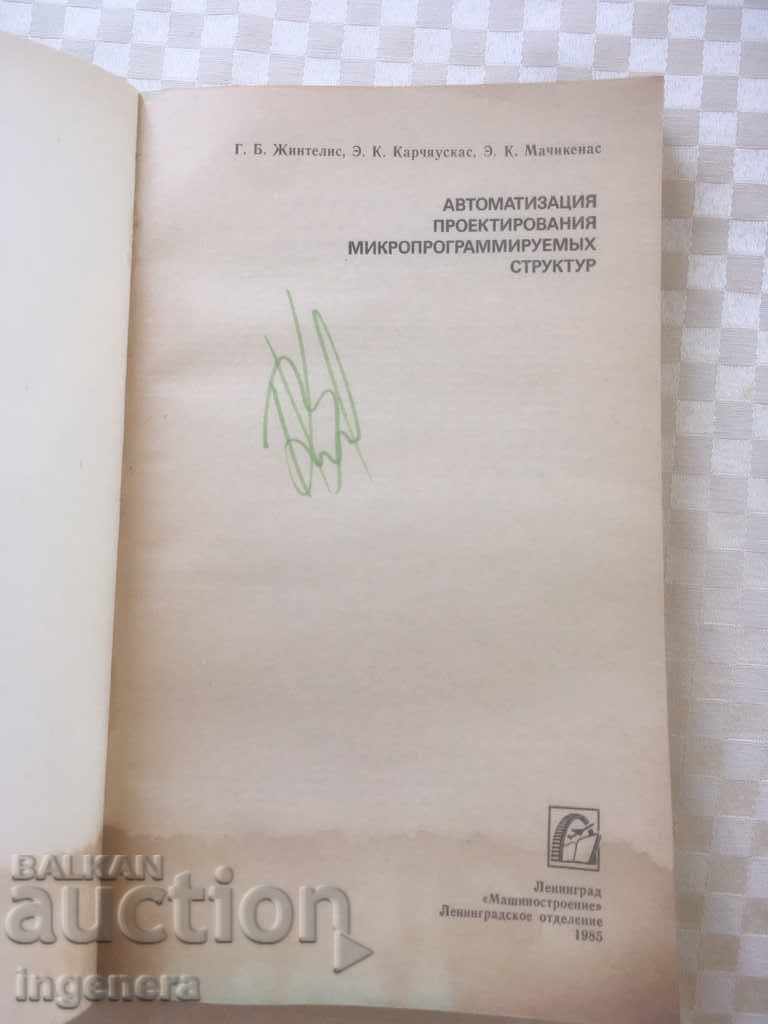 Г. Б. Жинтелис, Э. К. Карчяускас, Э. К. Мачикенас
АВТОМАТИЗАЦИЯ
ПРОЕКТИРОВАНИЯ
МИКРОПРОГРАММИРУЕМЫХ
СТРУКТУР
Ленинград
«Машиностроение»
Ленинградское отделение
1985
BALKAN
auction
ingenera